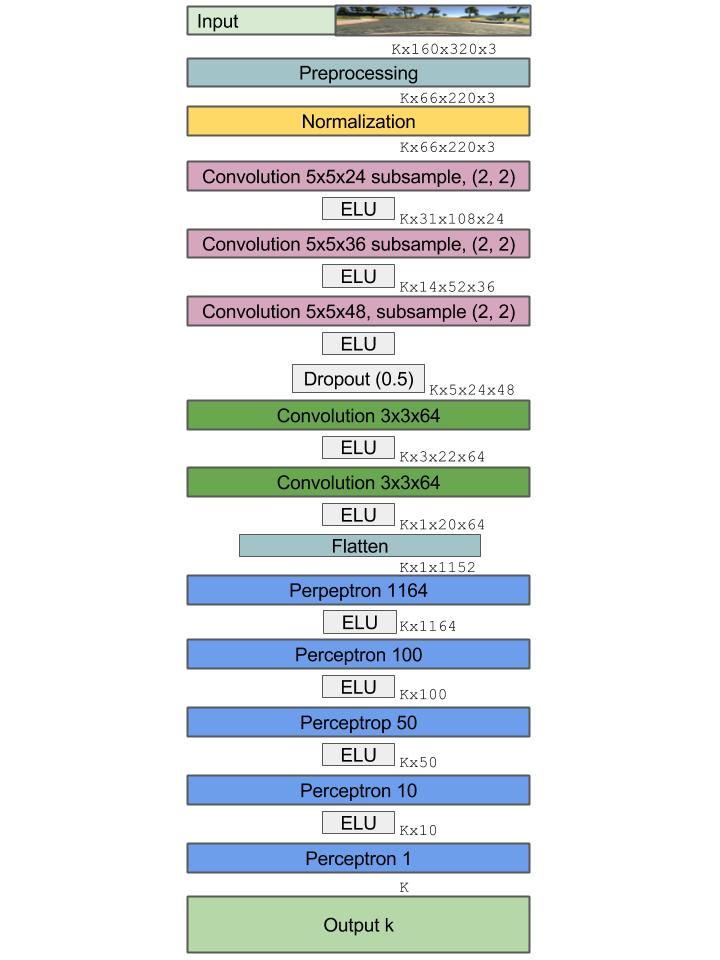 Input
Kx160x320x3
Preprocessing
Kx66x220x3
Normalization
Kx66x220x3
Convolution 5x5x24 subsample, (2, 2)
ELU
Kx31x108x24
Convolution 5x5x36 subsample, (2, 2)
ELU
Kx14x52x36
Convolution 5x5x48, subsample (2, 2)
ELU
Dropout (0.5)
Kx5x24x48
Convolution 3x3x64
ELU
Kx3x22x64
Convolution 3x3x64
ELU
Kx1x20x64
Flatten
Kx1x1152
Perpeptron 1164
ELU
Kx1164
Perceptron 100
ELU
Kx100
Perceptrop 50
ELU
Kx50
Perceptron 10
ELU
Kx10
Perceptron 1
K
Output k